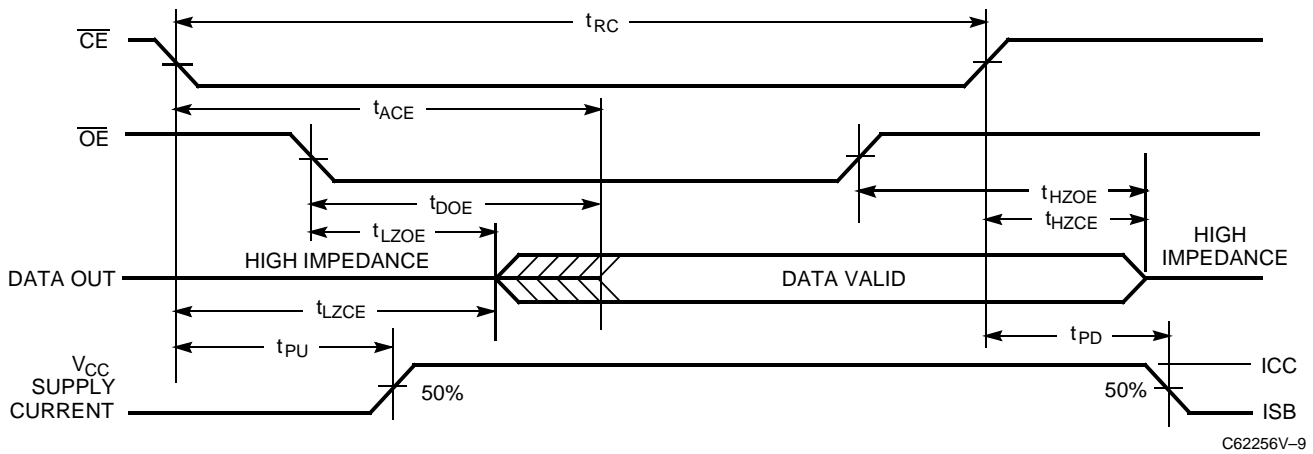 tRC
CE
tACE
OE
tHZOE
tDOE
tHZCE
tLZOE
HIGH IMPEDANCE
HIGH
IMPEDANCE
DATA OUT
DATA VALID
tLZCE
tPU
tPD
VCC
SUPPLY
CURRENT
50%
50%
ICC
ISB
C62256V–9